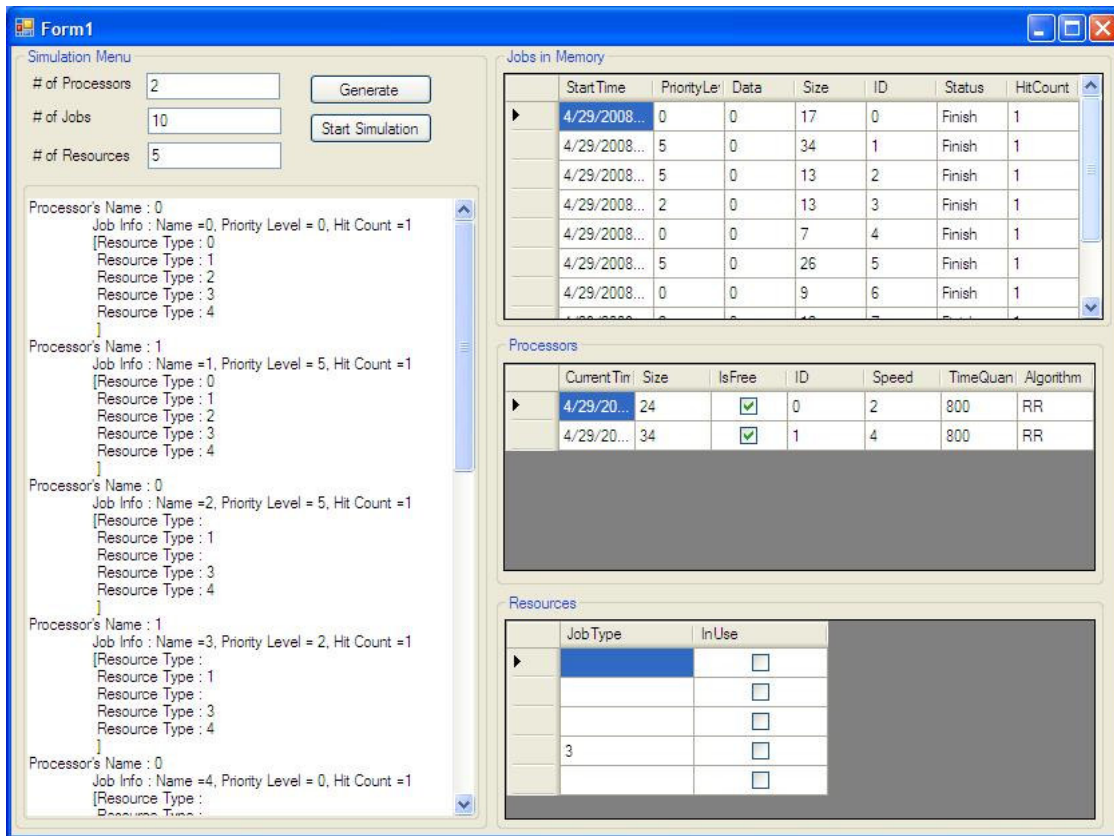 Form1
Simulation Menu
# of Processors 2
Generate
# of Jobs 10
Start Simulation
# of Resources 5
Processor's Name : 0
Job Info : Name =0, Priority Level = 0, Hit Count =1
[Resource Type : 0
Resource Type : 1
Resource Type : 2
Resource Type : 3
Resource Type : 4
]
Processor's Name : 1
Job Info : Name =1, Priority Level = 5, Hit Count =1
[Resource Type : 0
Resource Type : 1
Resource Type : 2
Resource Type : 3
Resource Type : 4
]
Processor's Name : 0
Job Info : Name =2, Priority Level = 5, Hit Count =1
[Resource Type :
Resource Type : 1
Resource Type :
Resource Type : 3
Resource Type : 4
]
Processor's Name : 1
Job Info : Name =3, Priority Level = 2, Hit Count =1
[Resource Type :
Resource Type : 1
Resource Type :
Resource Type : 3
Resource Type : 4
]
Processor's Name : 0
Job Info : Name =4, Priority Level = 0, Hit Count =1
[Resource Type :
Jobs in Memory
StartTime PriorityLe Data Size ID Status HitCount
4/29/2008... 0 0 17 0 Finish 1
4/29/2008... 5 0 34 1 Finish 1
4/29/2008... 5 0 13 2 Finish 1
4/29/2008... 2 0 13 3 Finish 1
4/29/2008... 0 0 7 4 Finish 1
4/29/2008... 5 0 26 5 Finish 1
4/29/2008... 0 0 9 6 Finish 1
Processors
CurrentTim Size IsFree ID Speed TimeQuan Algorithm
4/29/20... 24 0 2 800 RR
4/29/20... 34 1 4 800 RR
Resources
JobType InUse
3